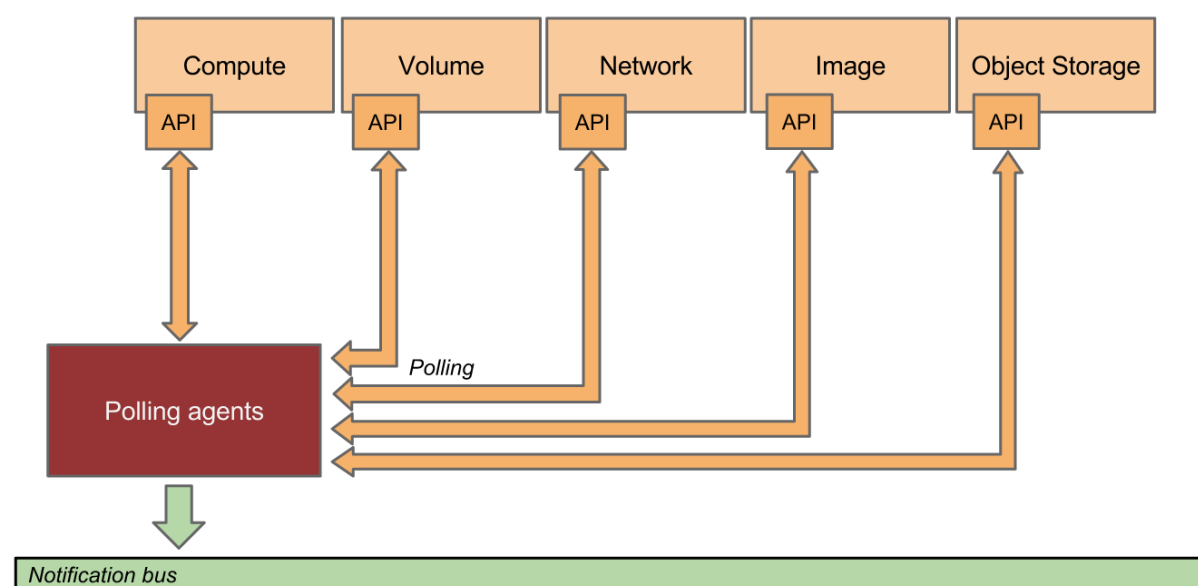 Compute
Volume
Network
Image
Object Storage
API
API
API
API
API
Polling
Polling agents
Notification bus